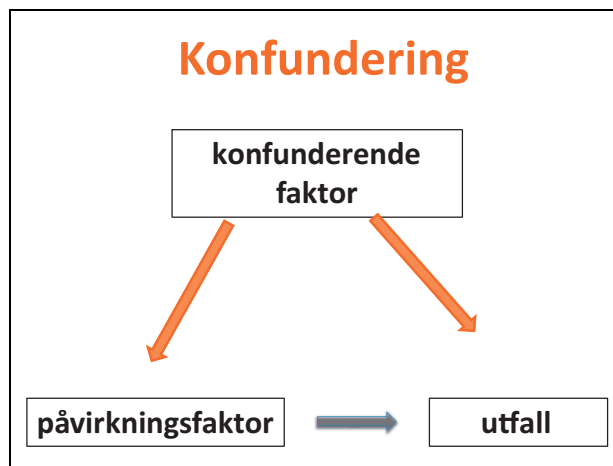 Konfundering
konfunderende
faktor
påvirkningsfaktor
utfall